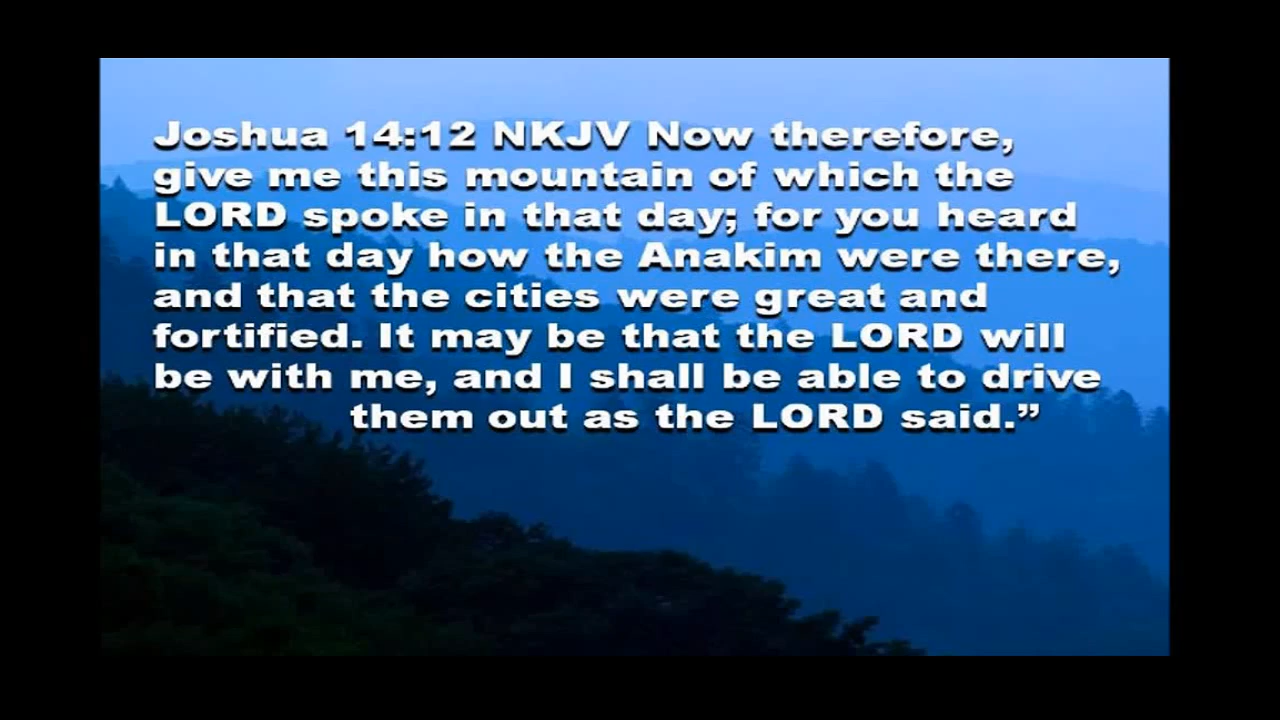 Joshua 14:12 NKJV Now therefore,
give me this mountain of which the
LORD spoke in that day; for you heard
in that day how the Anakim were there,
and that the cities were great and
fortified. It may be that the LORD will
be with me, and I shall be able to drive
them out as the LORD said.”